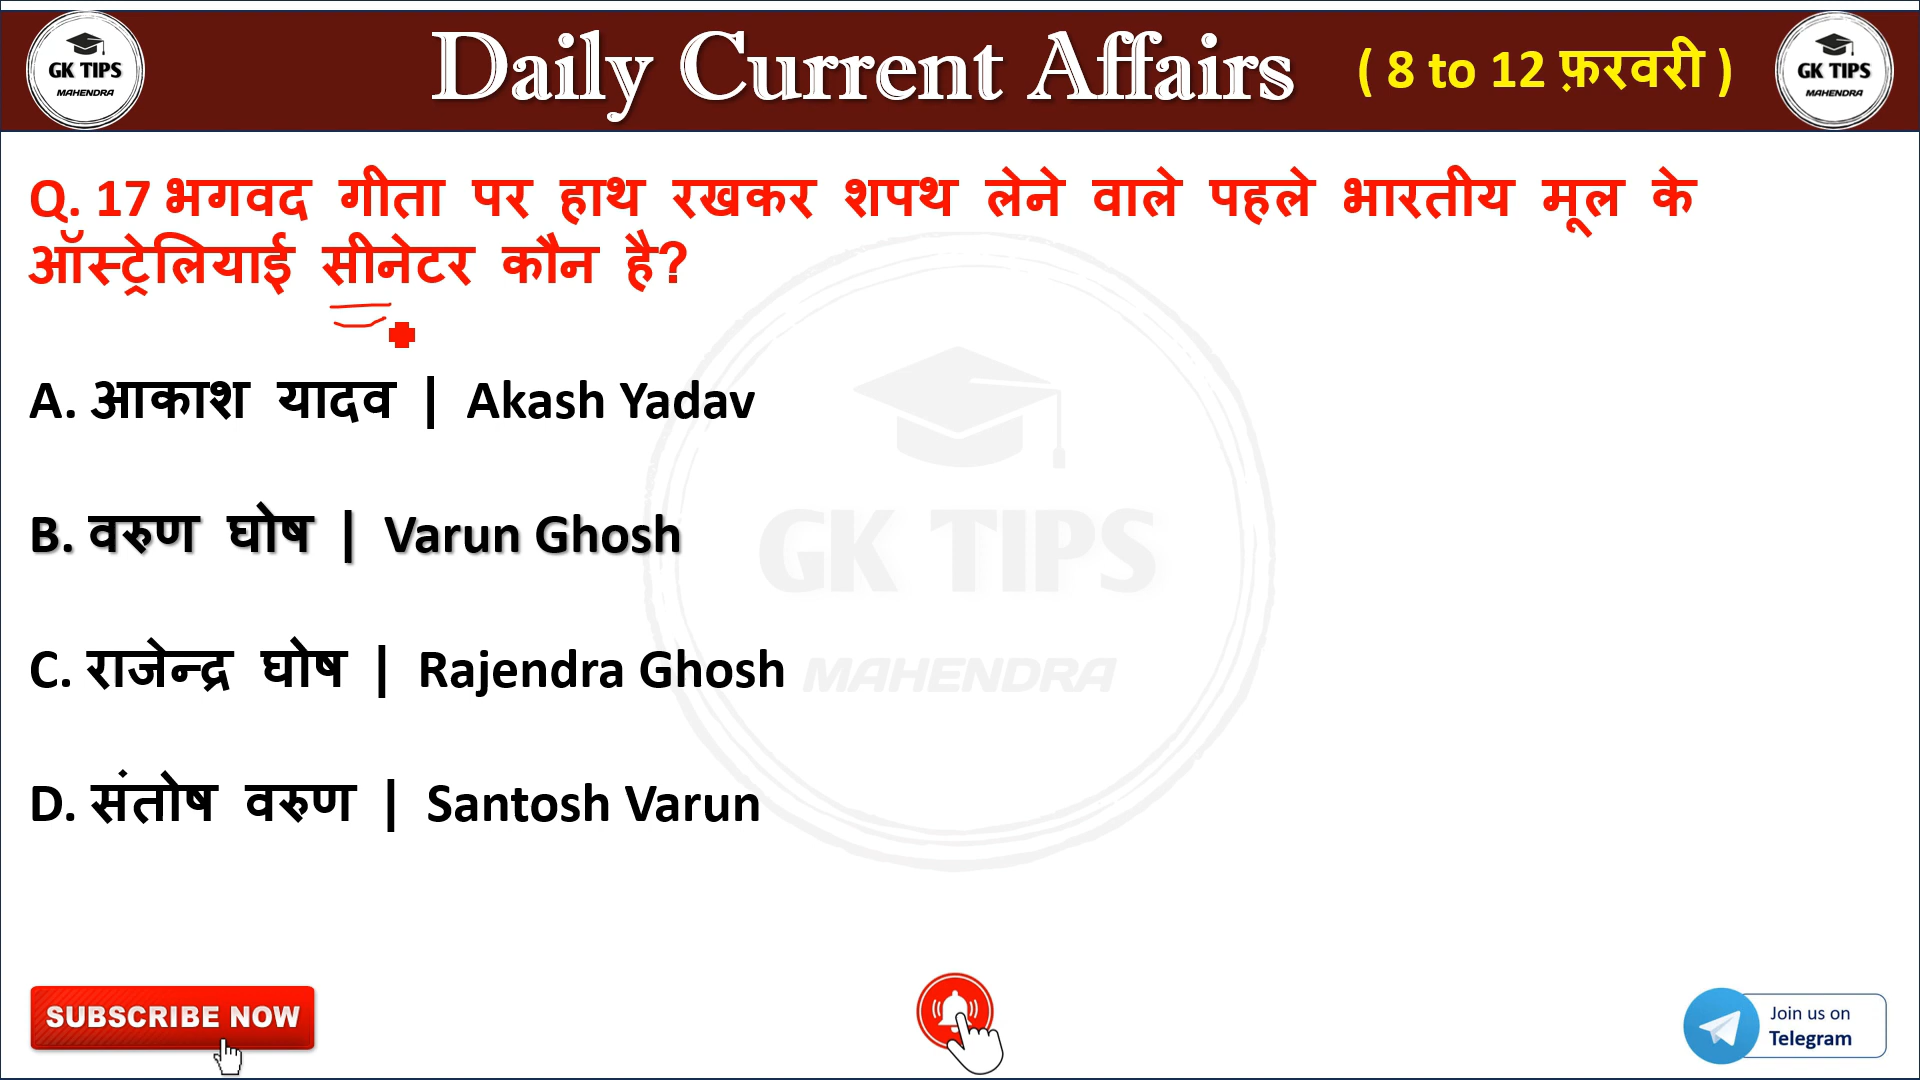 GK TIPS
MAHENDRA
Daily Current Affairs ( 8 to 12 फ़रवरी )
GK TIPS
MAHENDRA
Q. 17 भगवद गीता पर हाथ रखकर शपथ लेने वाले पहले भारतीय मूल के
ऑस्ट्रेलियाई सीनेटर कौन है?
A. आकाश यादव | Akash Yadav
B. वरुण घोष | Varun Ghosh
C. राजेन्द्र घोष | Rajendra Ghosh
D. संतोष वरुण | Santosh Varun
GK TIPS
MAHENDRA
SUBSCRIBE NOW
Join us on
Telegram